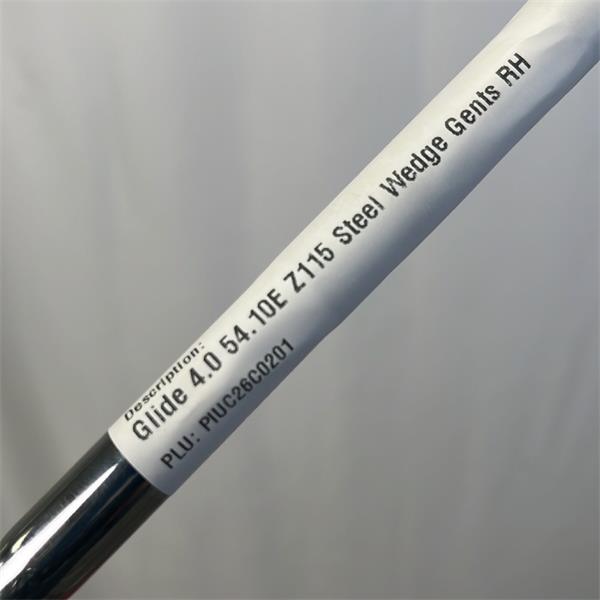 Description:
Glide 4.0 54.10E Z115 Steel Wedge Gents RH
PLU: PIUC26C0201